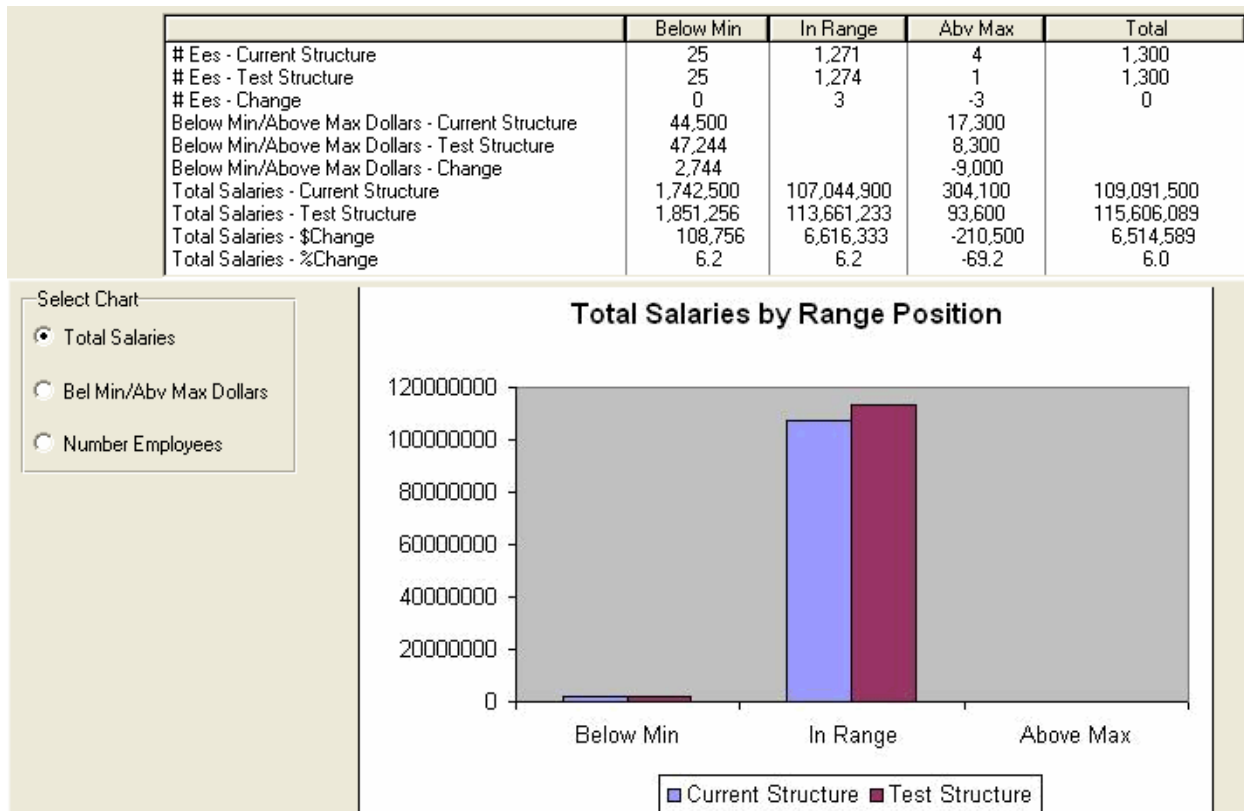 Below Min In Range Abv Max Total
# Ees - Current Structure 25 1,271 4 1,300
# Ees - Test Structure 25 1,274 1 1,300
# Ees - Change 0 3 -3 0
Below Min/Above Max Dollars - Current Structure 44,500 17,300
Below Min/Above Max Dollars - Test Structure 47,244 8,300
Below Min/Above Max Dollars - Change 2,744 -9,000
Total Salaries - Current Structure 1,742,500 107,044,900 304,100 109,091,500
Total Salaries - Test Structure 1,851,256 113,661,233 93,600 115,606,089
Total Salaries - $Change 108,756 6,616,333 -210,500 6,514,589
Total Salaries - %Change 6.2 6.2 -69.2 6.0
Select Chart
Total Salaries
Bel Min/Abv Max Dollars
Number Employees
Total Salaries by Range Position
120000000
100000000
80000000
60000000
40000000
20000000
0
Below Min In Range Above Max
Current Structure Test Structure